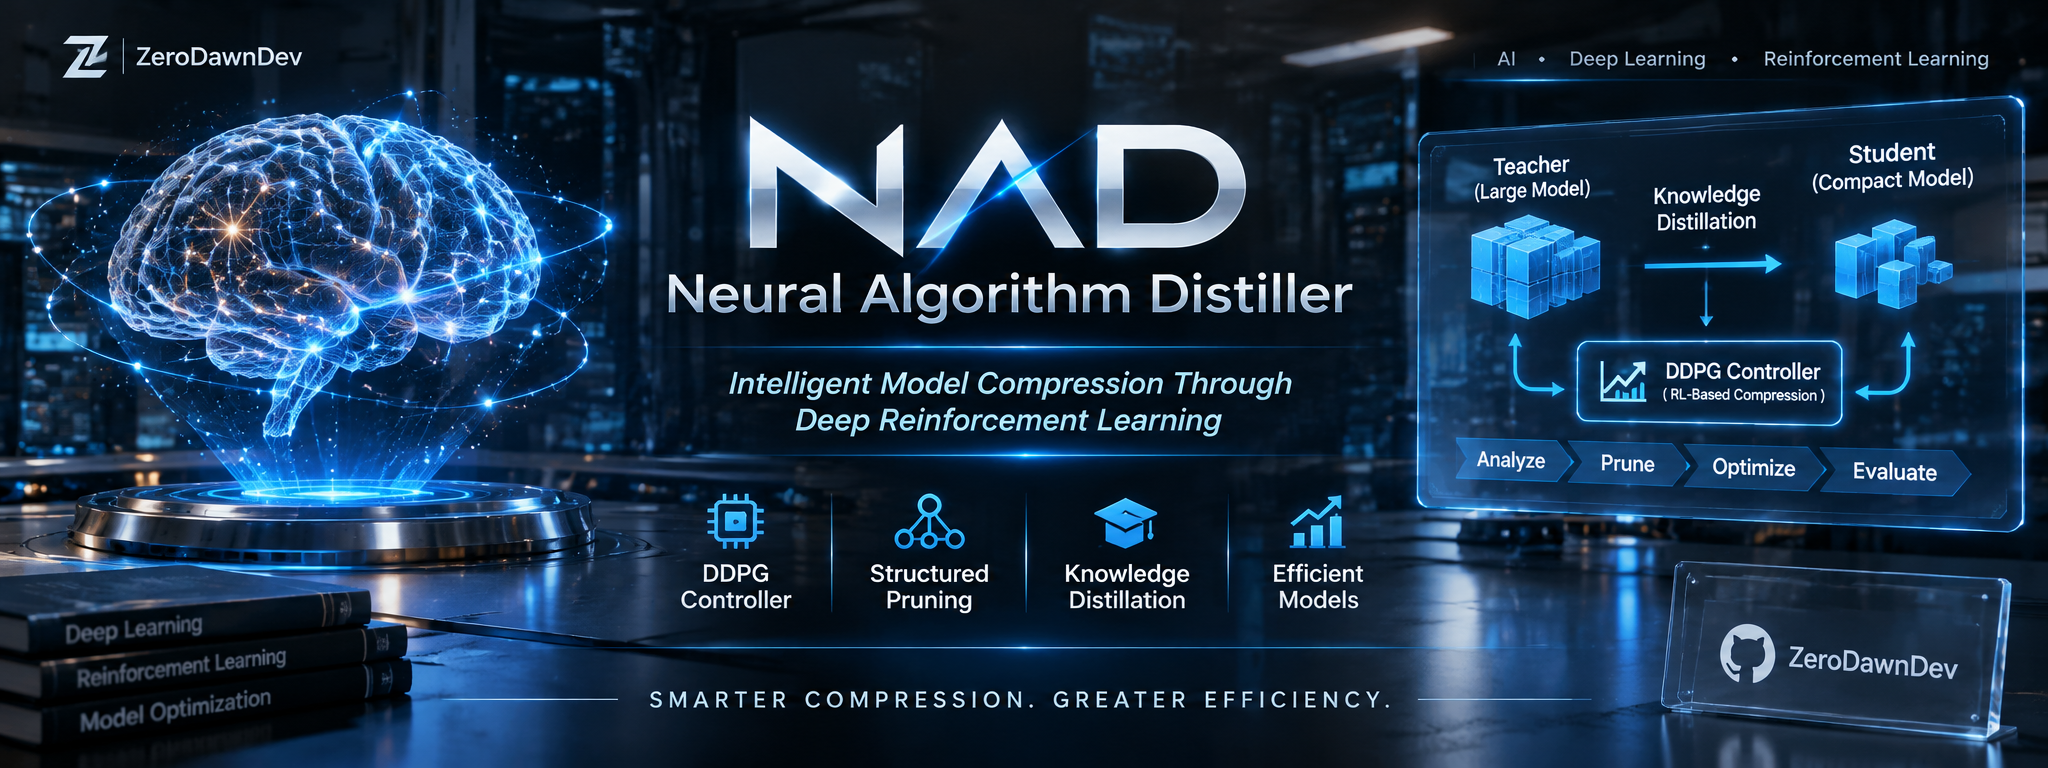 ZeroDawnDev
AI • Deep Learning • Reinforcement Learning
NAD
Neural Algorithm Distiller
Intelligent Model Compression Through
Deep Reinforcement Learning
DDPG
Controller
Structured
Pruning
Knowledge
Distillation
Efficient
Models
SMARTER COMPRESSION. GREATER EFFICIENCY.
Teacher
(Large Model)
Knowledge
Distillation
Student
(Compact Model)
DDPG Controller
( RL-Based Compression )
Analyze
Prune
Optimize
Evaluate
Deep Learning
Reinforcement Learning
Model Optimization
ZeroDawnDev